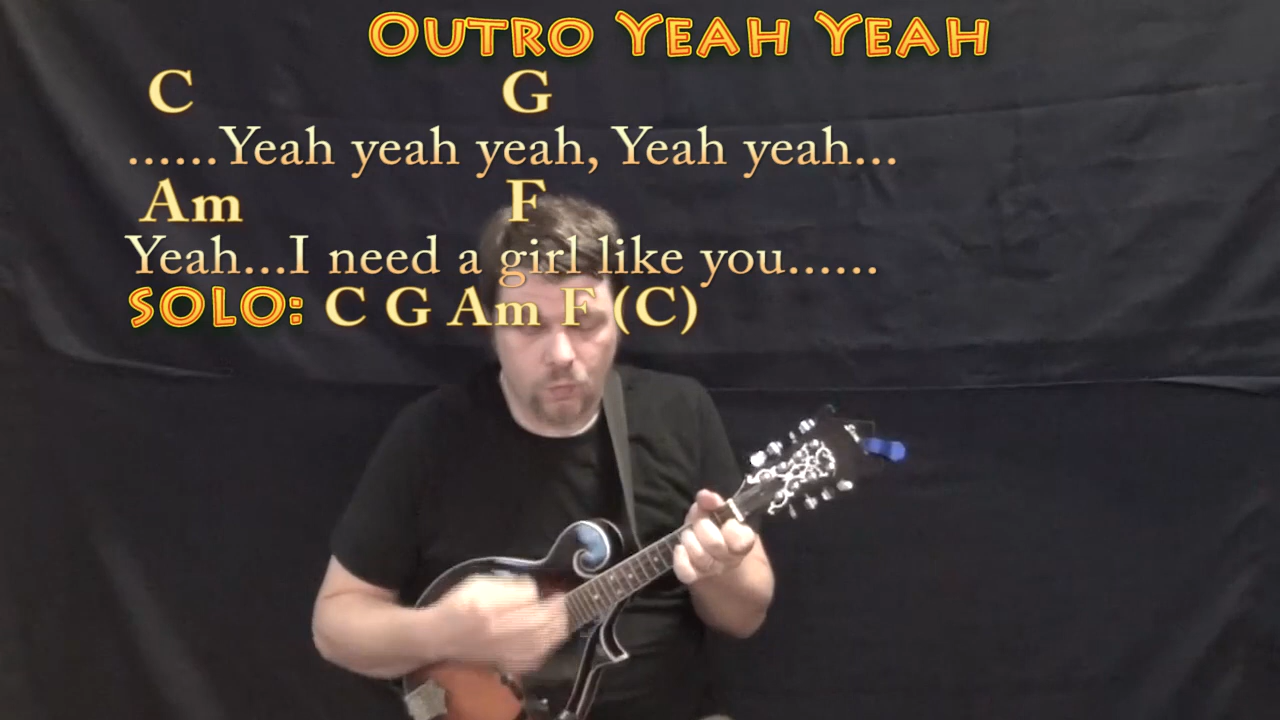 Outro Yeah Yeah
C G
......Yeah yeah yeah, Yeah yeah...
Am F
Yeah...I need a girl like you......
SOLO: C G Am F (C)